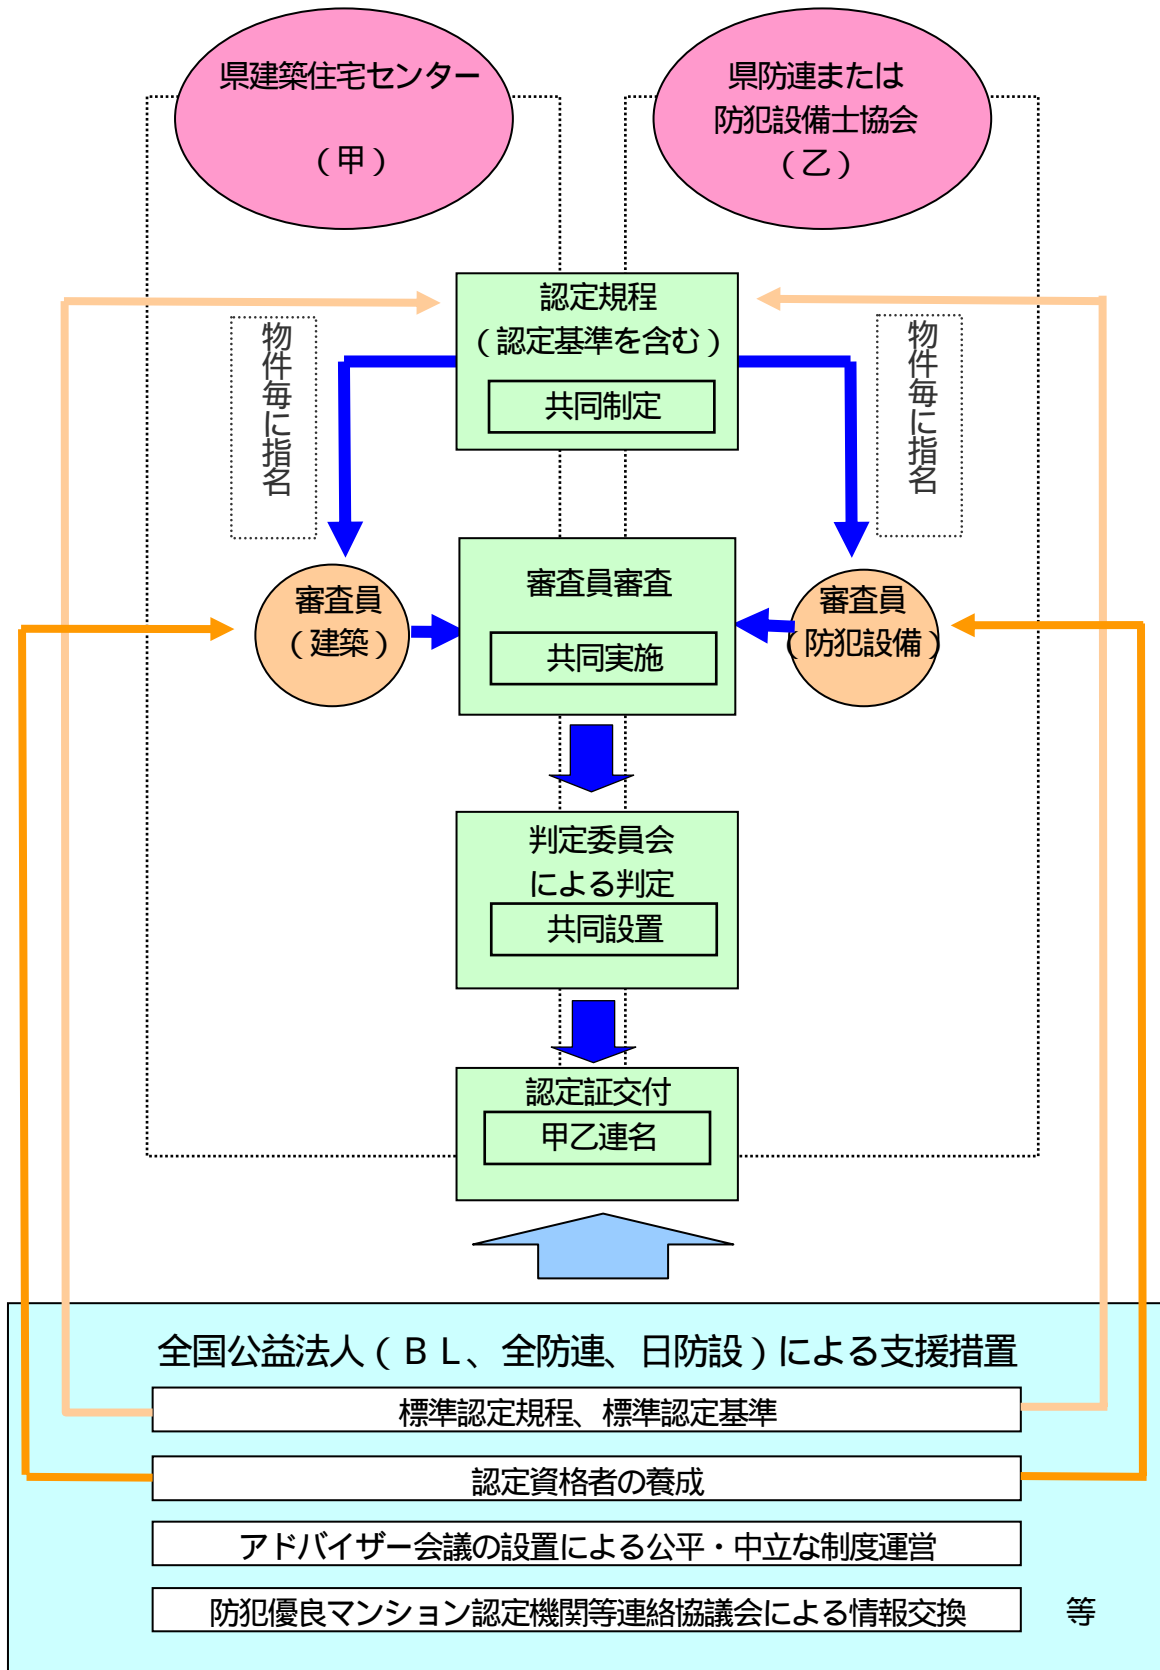 県建築住宅センター
（甲）
県防連または
防犯設備士協会
（乙）
認定規程
（認定基準を含む）
共同制定
物件毎に指名
物件毎に指名
審査員
（建築）
審査員審査
共同実施
審査員
（防犯設備）
判定委員会
による判定
共同設置
認定証交付
甲乙連名
全国公益法人（ＢＬ、全防連、日防設）による支援措置
標準認定規程、標準認定基準
認定資格者の養成
アドバイザー会議の設置による公平・中立な制度運営
防犯優良マンション認定機関等連絡協議会による情報交換　等